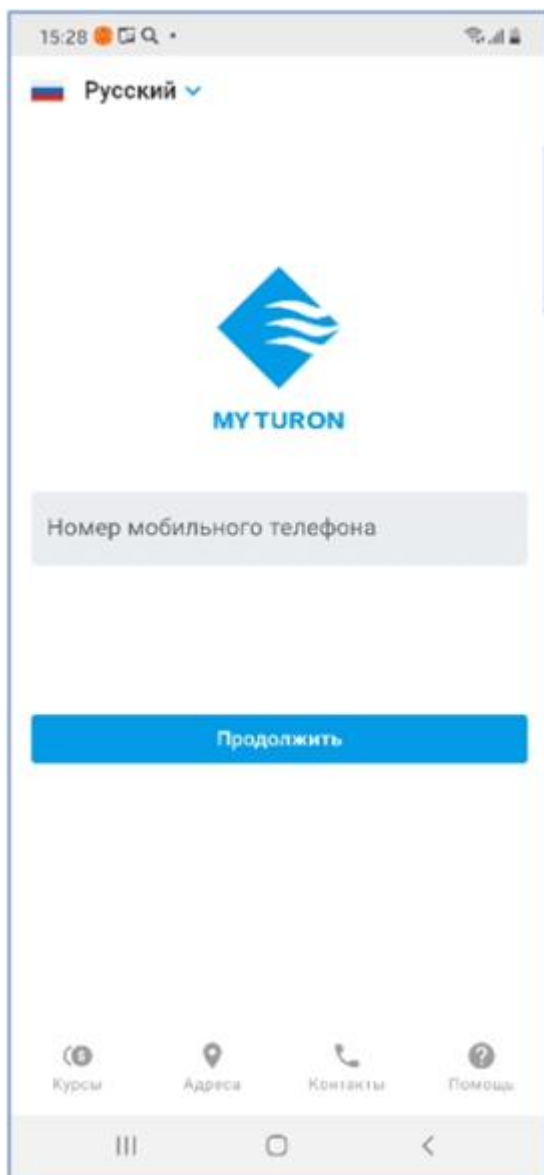 15:28
Русский
MY TURON
Номер мобильного телефона
Продолжить
Курсы Адреса Контакты Помощь